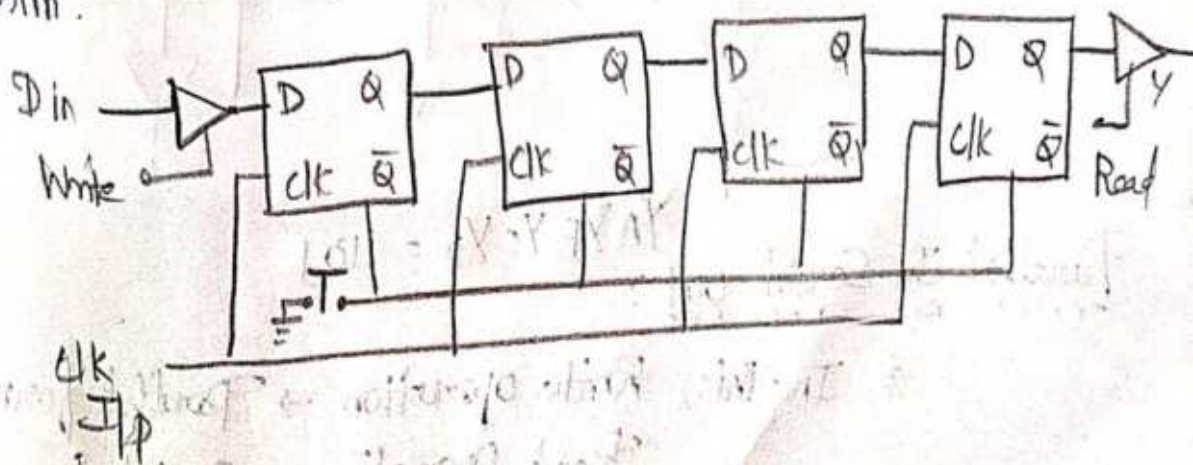 D in
D Q
Clk Q̅
D Q
Clk Q̅
D Q
Clk Q̅
D Q
Clk Q̅
Y
Write
Read
Clk
I/p